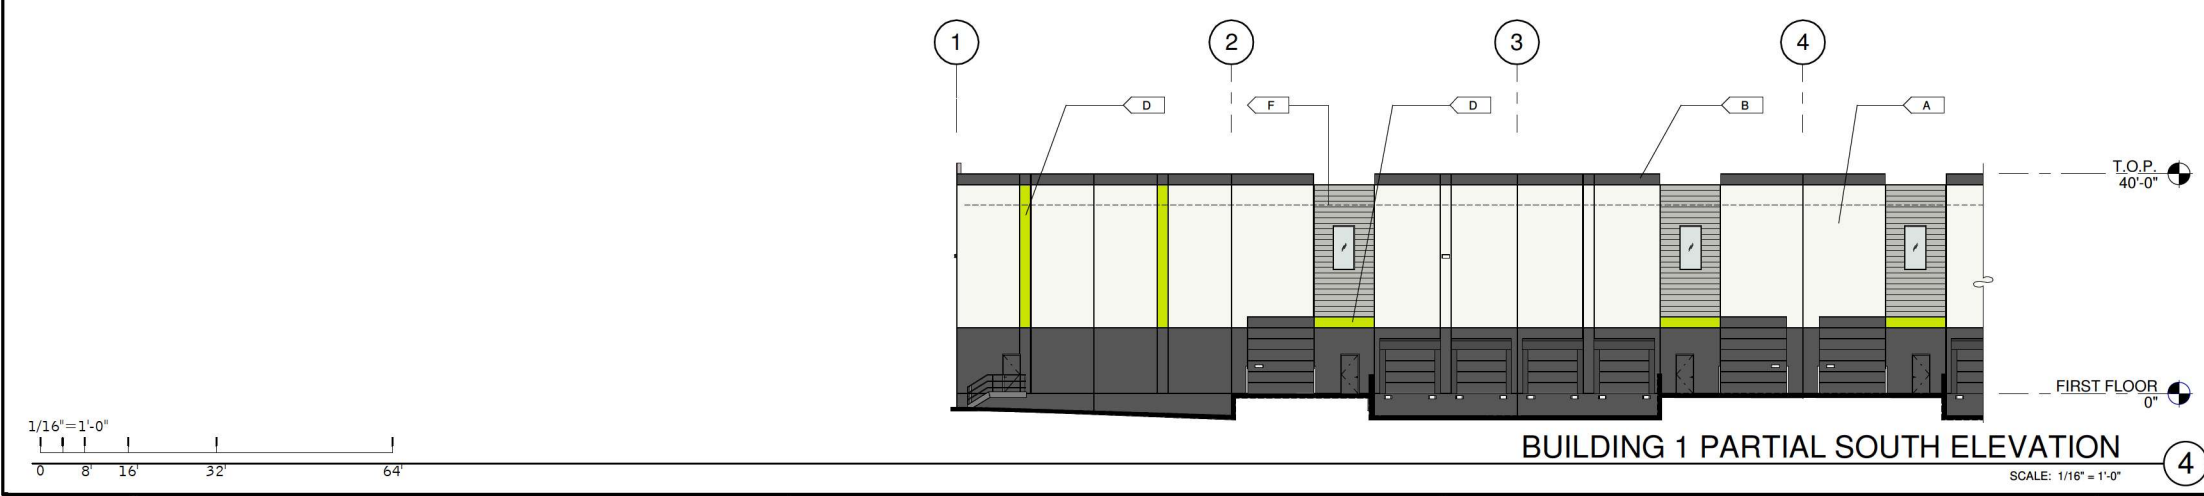 1 2 3 4
D F D B A
T.O.P.
40'-0"
FIRST FLOOR
0"
1/16"=1'-0"
0 8' 16' 32' 64'
BUILDING 1 PARTIAL SOUTH ELEVATION
4
SCALE: 1/16" = 1'-0"